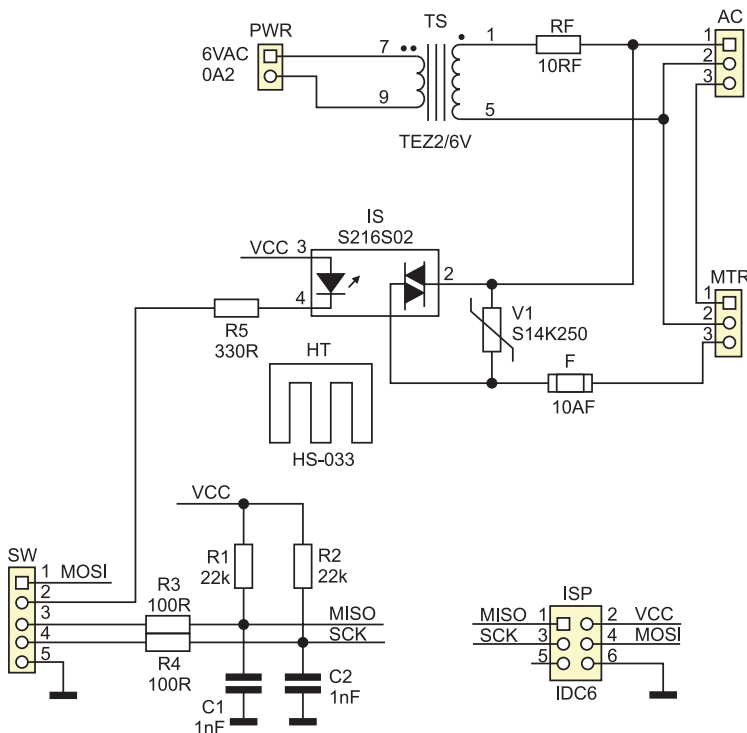 PWR
TS
AC
6VAC
0A2
7
9
1
5
RF
10RF
1
2
3
TEZ2/6V
IS
S216S02
VCC
3
4
2
R5
330R
V1
S14K250
MTR
1
2
3
HT
HS-033
F
10AF
VCC
R1
22k
R2
22k
SW
1
2
3
4
5
MOSI
R3
100R
R4
100R
MISO
SCK
C1
1nF
C2
1nF
ISP
MISO
1
2
VCC
SCK
3
4
MOSI
5
6
IDC6